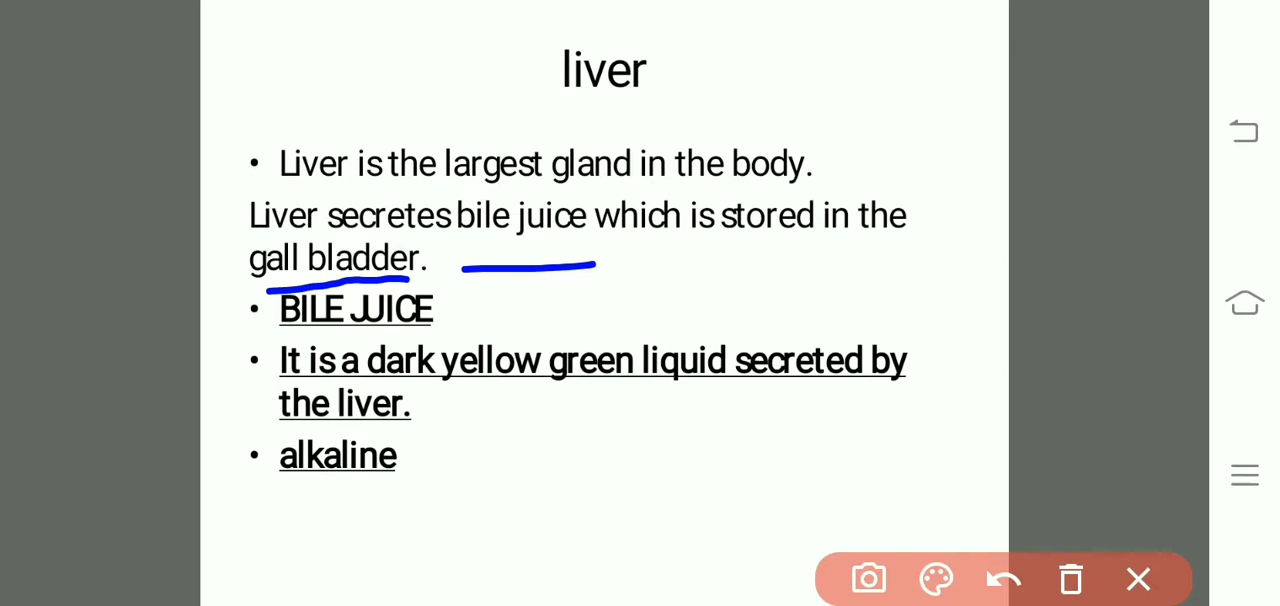 liver
• Liver is the largest gland in the body.
Liver secretes bile juice which is stored in the
gall bladder.
• BILE JUICE
• It is a dark yellow green liquid secreted by
the liver.
• alkaline